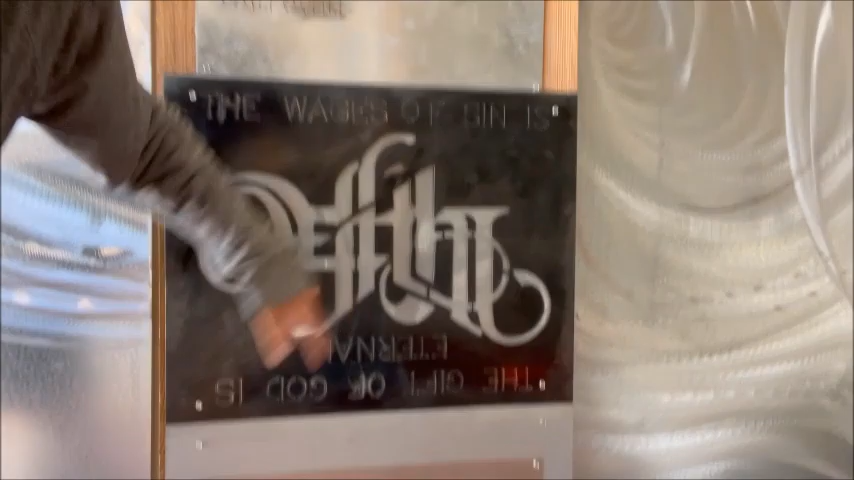 THE WAGES OF SIN IS
THE GIFT OF GOD IS
ETERNAL